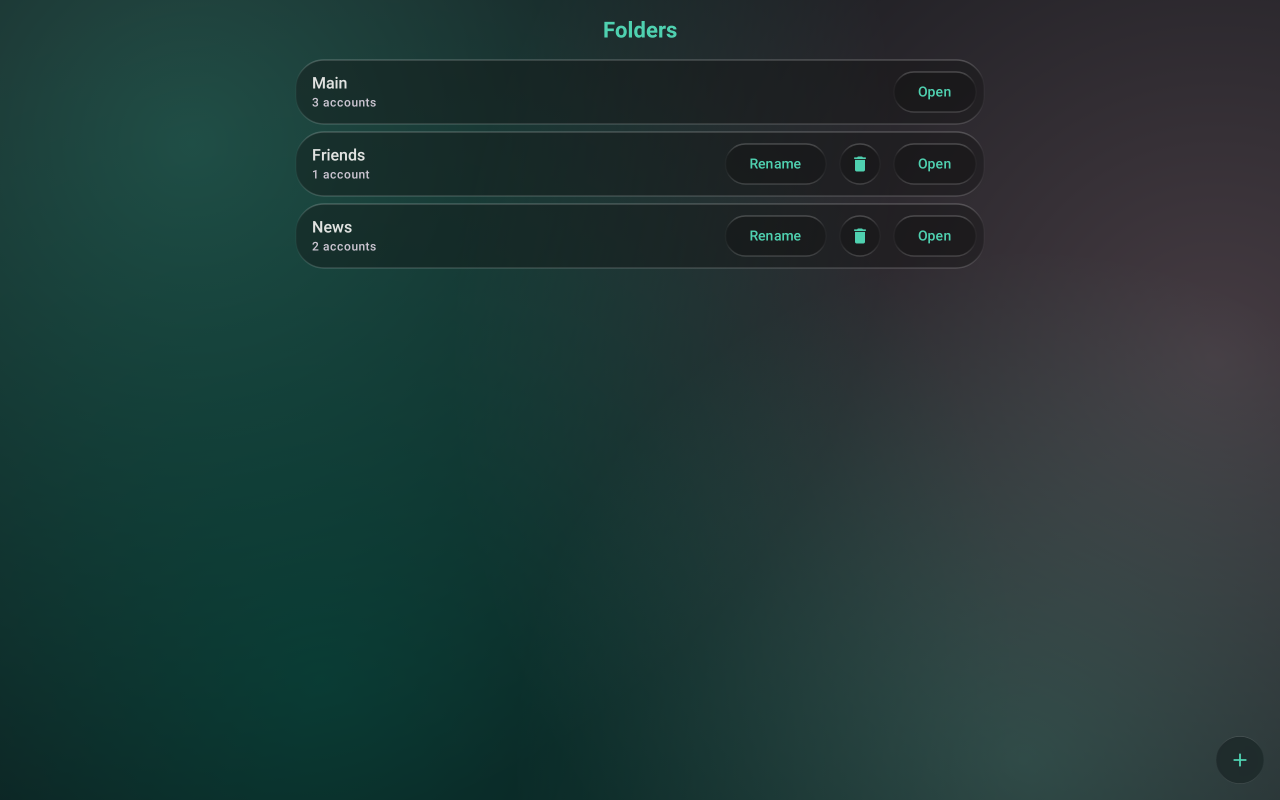 Folders
Main
3 accounts
Open
Friends
1 account
Rename
Open
News
2 accounts
Rename
Open